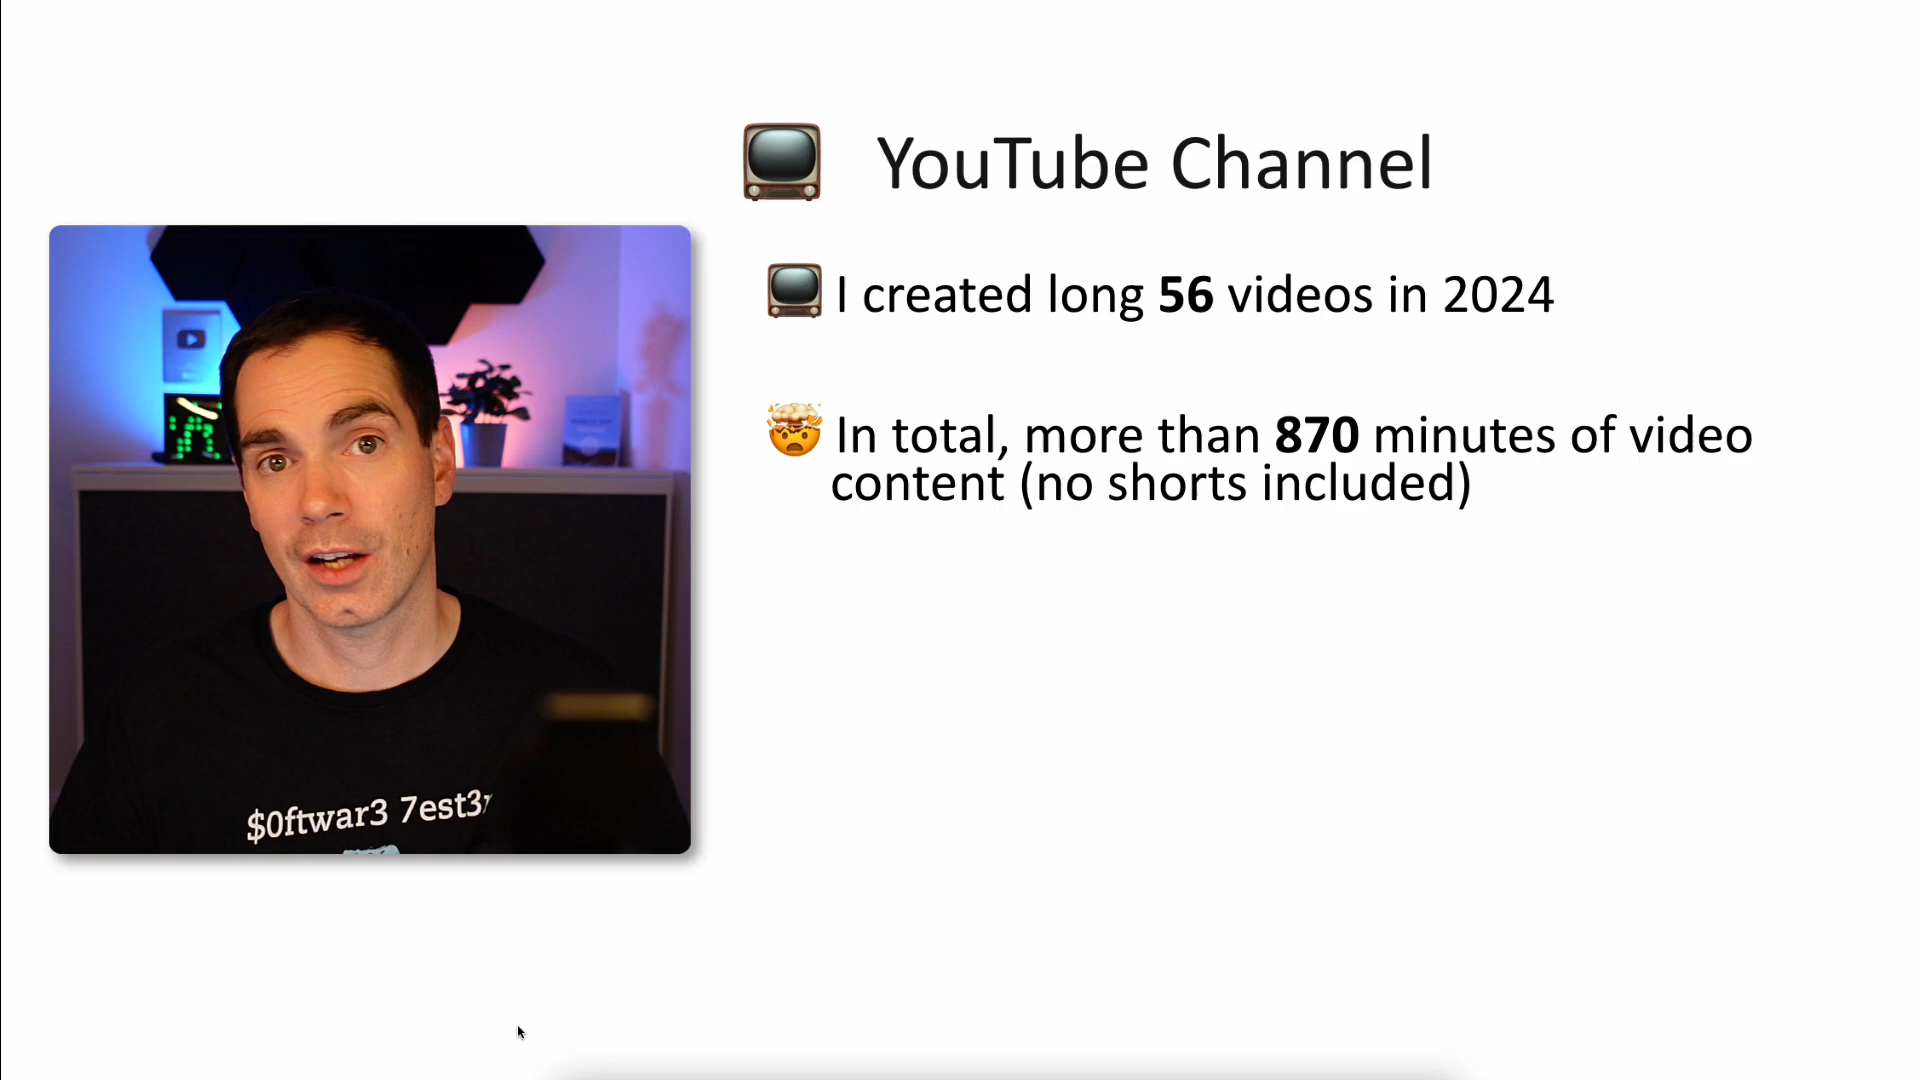 YouTube Channel
I created long 56 videos in 2024
In total, more than 870 minutes of video
content (no shorts included)
$0ftwar3 7est3r